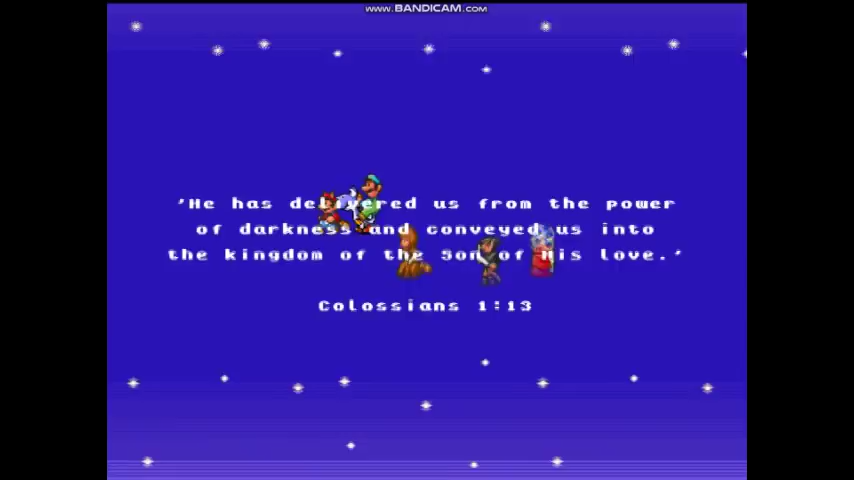 WWW.BANDICAM.COM
'He has delivered us from the power
of darkness and conveyed us into
the kingdom of the Son of His love.'
Colossians 1:13